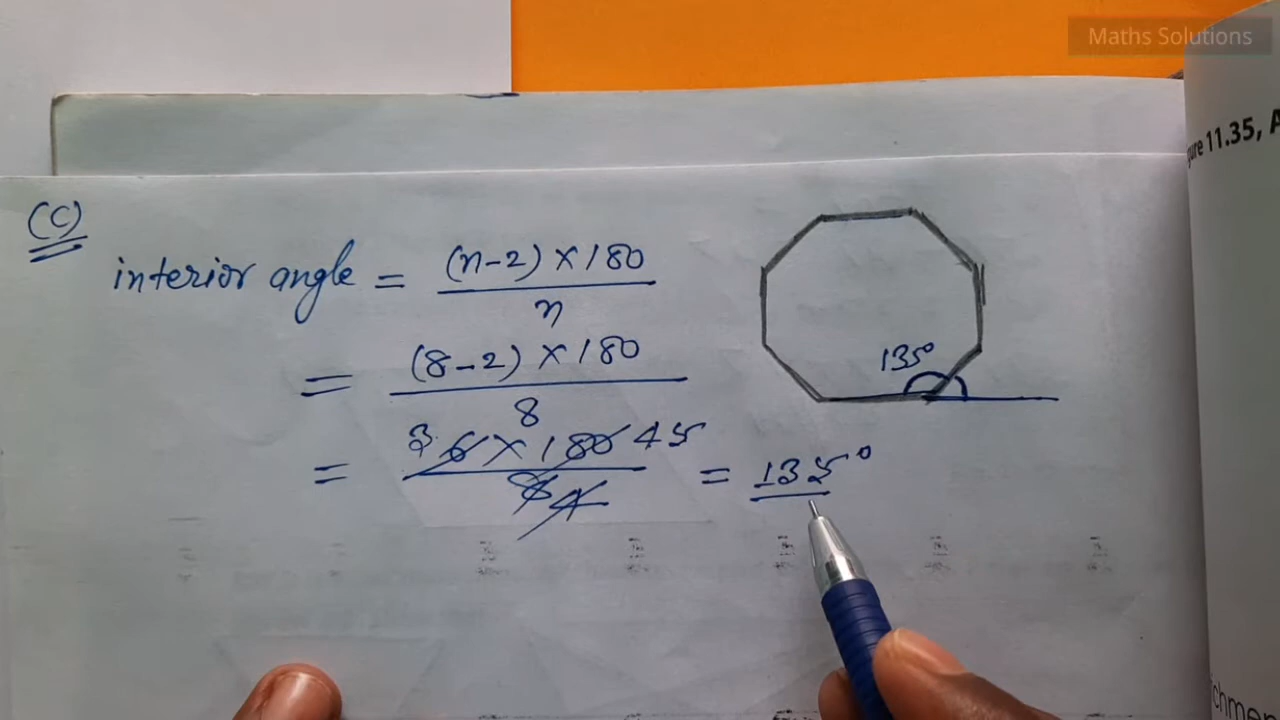 Maths Solutions
ure 11.35, A
(C)
interior angle = (n-2) × 180 / n
= (8-2) × 180 / 8
= 3 6 × 180 45 / 8 4 = 135°
135°